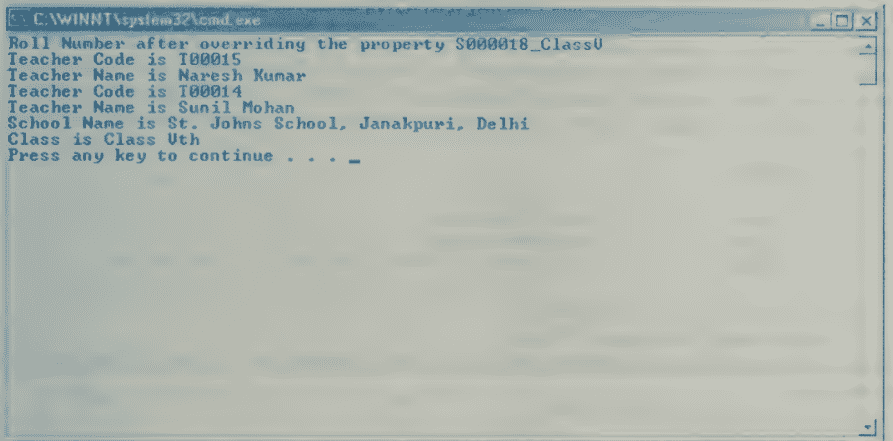 C:\WINNT\system32\cmd.exe
Roll Number after overriding the property S000018_ClassV
Teacher Code is T00015
Teacher Name is Naresh Kumar
Teacher Code is T00014
Teacher Name is Sunil Mohan
School Name is St. Johns School, Janakpuri, Delhi
Class is Class Vth
Press any key to continue . . .